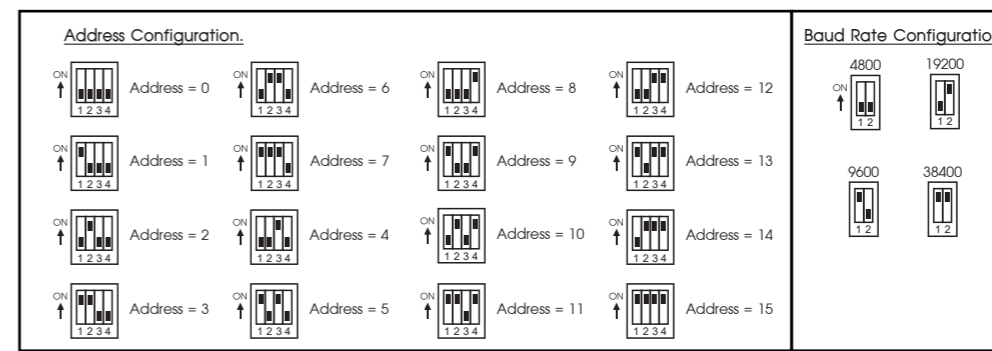 Address Configuration.
ON
1 2 3 4
Address = 0
ON
1 2 3 4
Address = 6
ON
1 2 3 4
Address = 8
ON
1 2 3 4
Address = 12
ON
1 2 3 4
Address = 1
ON
1 2 3 4
Address = 7
ON
1 2 3 4
Address = 9
ON
1 2 3 4
Address = 13
ON
1 2 3 4
Address = 2
ON
1 2 3 4
Address = 4
ON
1 2 3 4
Address = 10
ON
1 2 3 4
Address = 14
ON
1 2 3 4
Address = 3
ON
1 2 3 4
Address = 5
ON
1 2 3 4
Address = 11
ON
1 2 3 4
Address = 15
Baud Rate Configuratio
4800
19200
ON
1 2
1 2
9600
38400
1 2
1 2